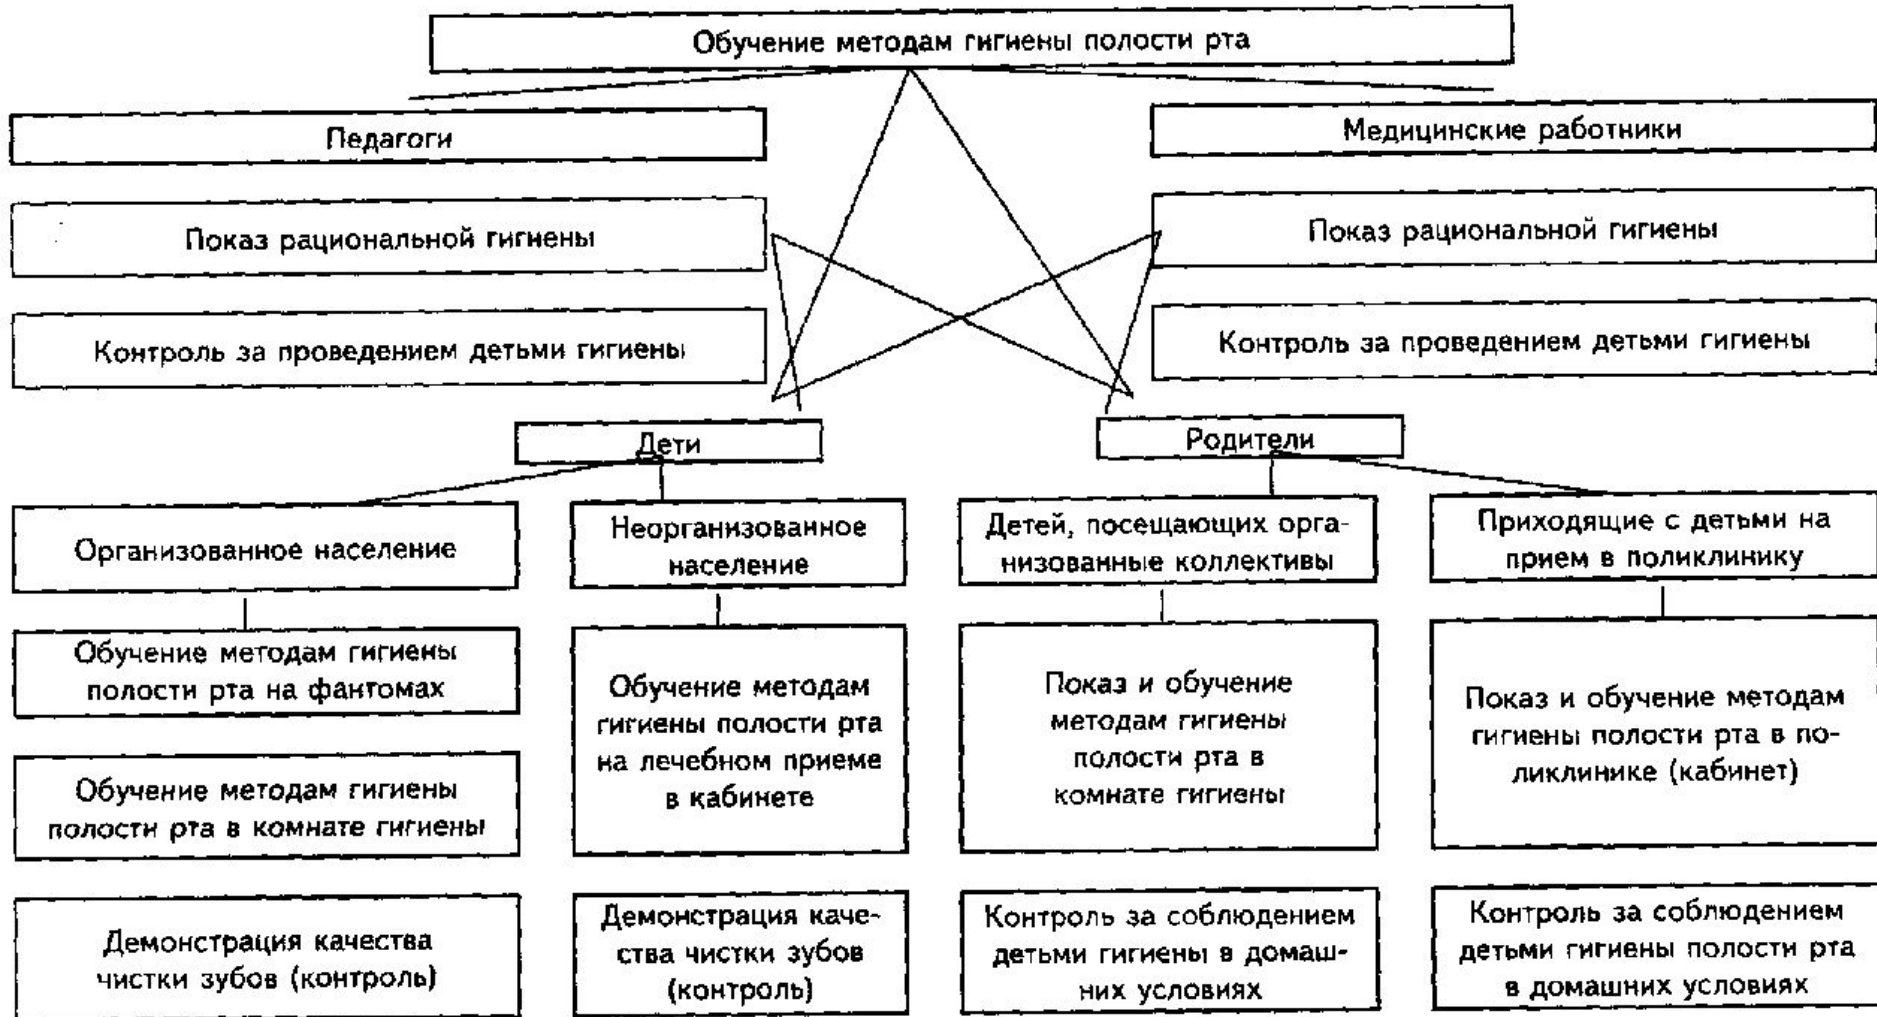 Обучение методам гигиены полости рта
Педагоги
Медицинские работники
Показ рациональной гигиены
Показ рациональной гигиены
Контроль за проведением детьми гигиены
Контроль за проведением детьми гигиены
Дети
Родители
Организованное население
Неорганизованное
население
Детей, посещающих орга-
низованные коллективы
Приходящие с детьми на
прием в поликлинику
Обучение методам гигиены
полости рта на фантомах
Обучение методам гигиены
полости рта в комнате гигиены
Обучение методам
гигиены полости рта
на лечебном приеме
в кабинете
Показ и обучение
методам гигиены
полости рта в
комнате гигиены
Показ и обучение методам
гигиены полости рта в по-
ликлинике (кабинет)
Демонстрация качества
чистки зубов (контроль)
Демонстрация каче-
ства чистки зубов
(контроль)
Контроль за соблюдением
детьми гигиены в домаш-
них условиях
Контроль за соблюдением
детьми гигиены полости рта
в домашних условиях